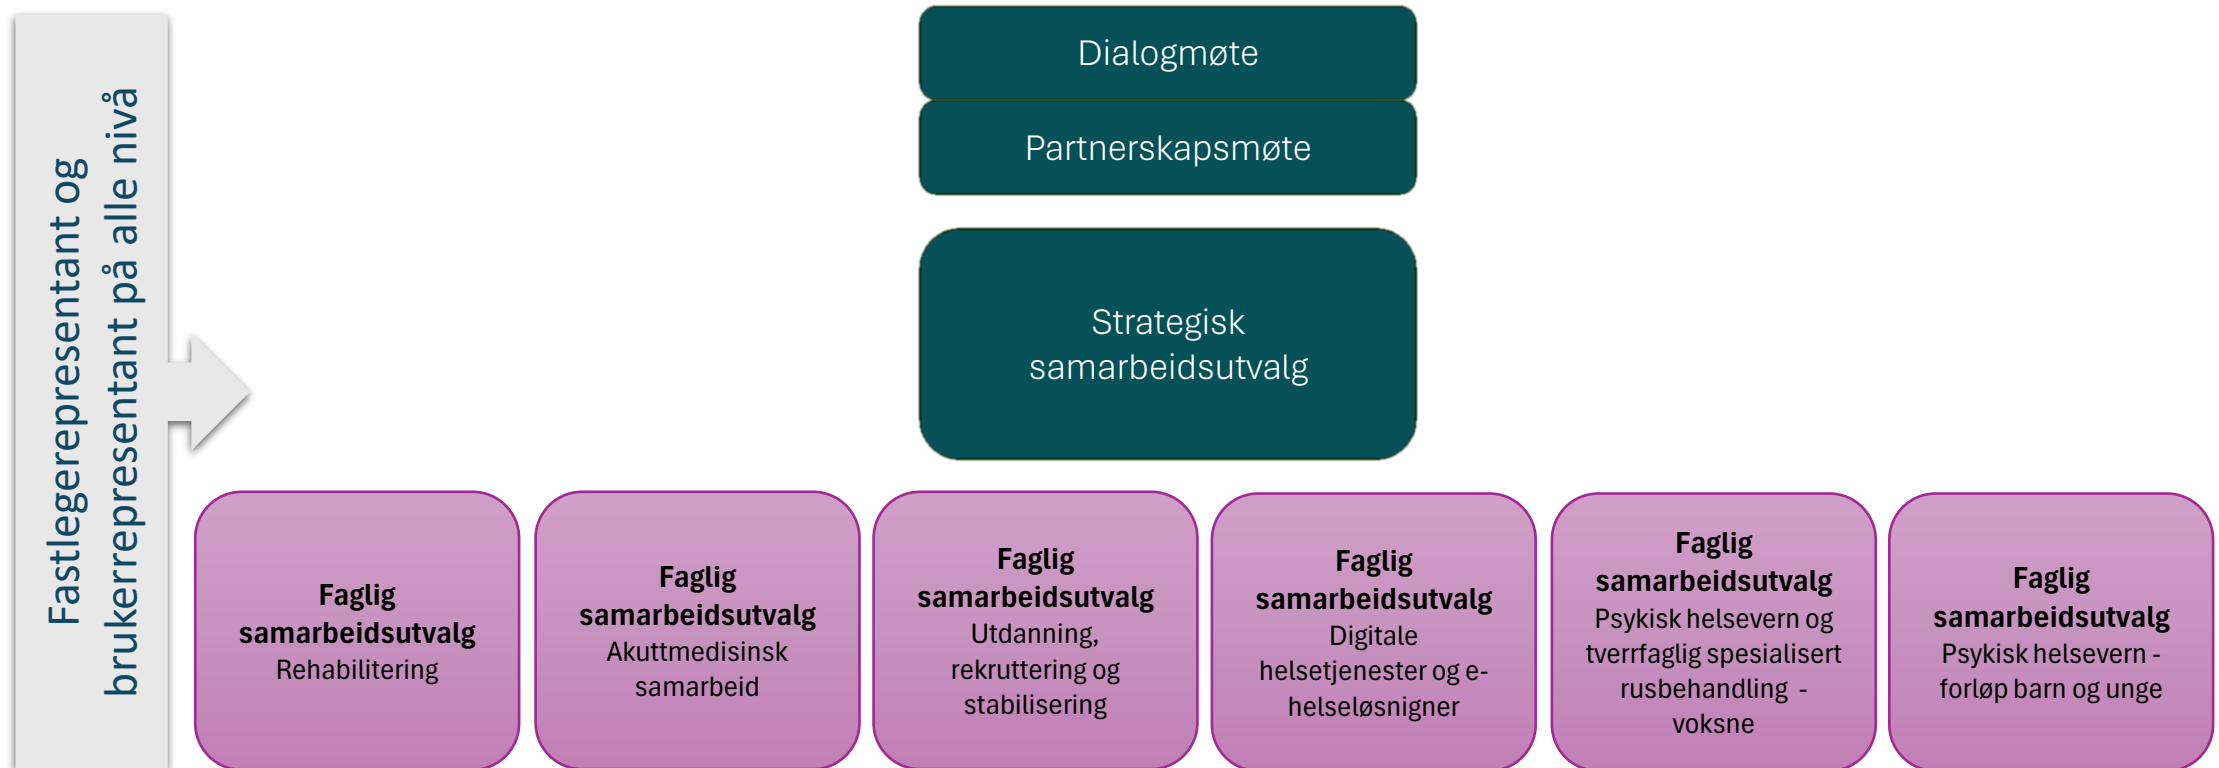 Fastlegerepresentant og
brukerrepresentant på alle nivå
Dialogmøte
Partnerskapsmøte
Strategisk
samarbeidsutvalg
Faglig
samarbeidsutvalg
Rehabilitering
Faglig
samarbeidsutvalg
Akuttmedisinsk
samarbeid
Faglig
samarbeidsutvalg
Utdanning,
rekruttering og
stabilisering
Faglig
samarbeidsutvalg
Digitale
helsetjenester og e-
helseløsnigner
Faglig
samarbeidsutvalg
Psykisk helsevern og
tverrfaglig spesialisert
rusbehandling -
voksne
Faglig
samarbeidsutvalg
Psykisk helsevern -
forløp barn og unge